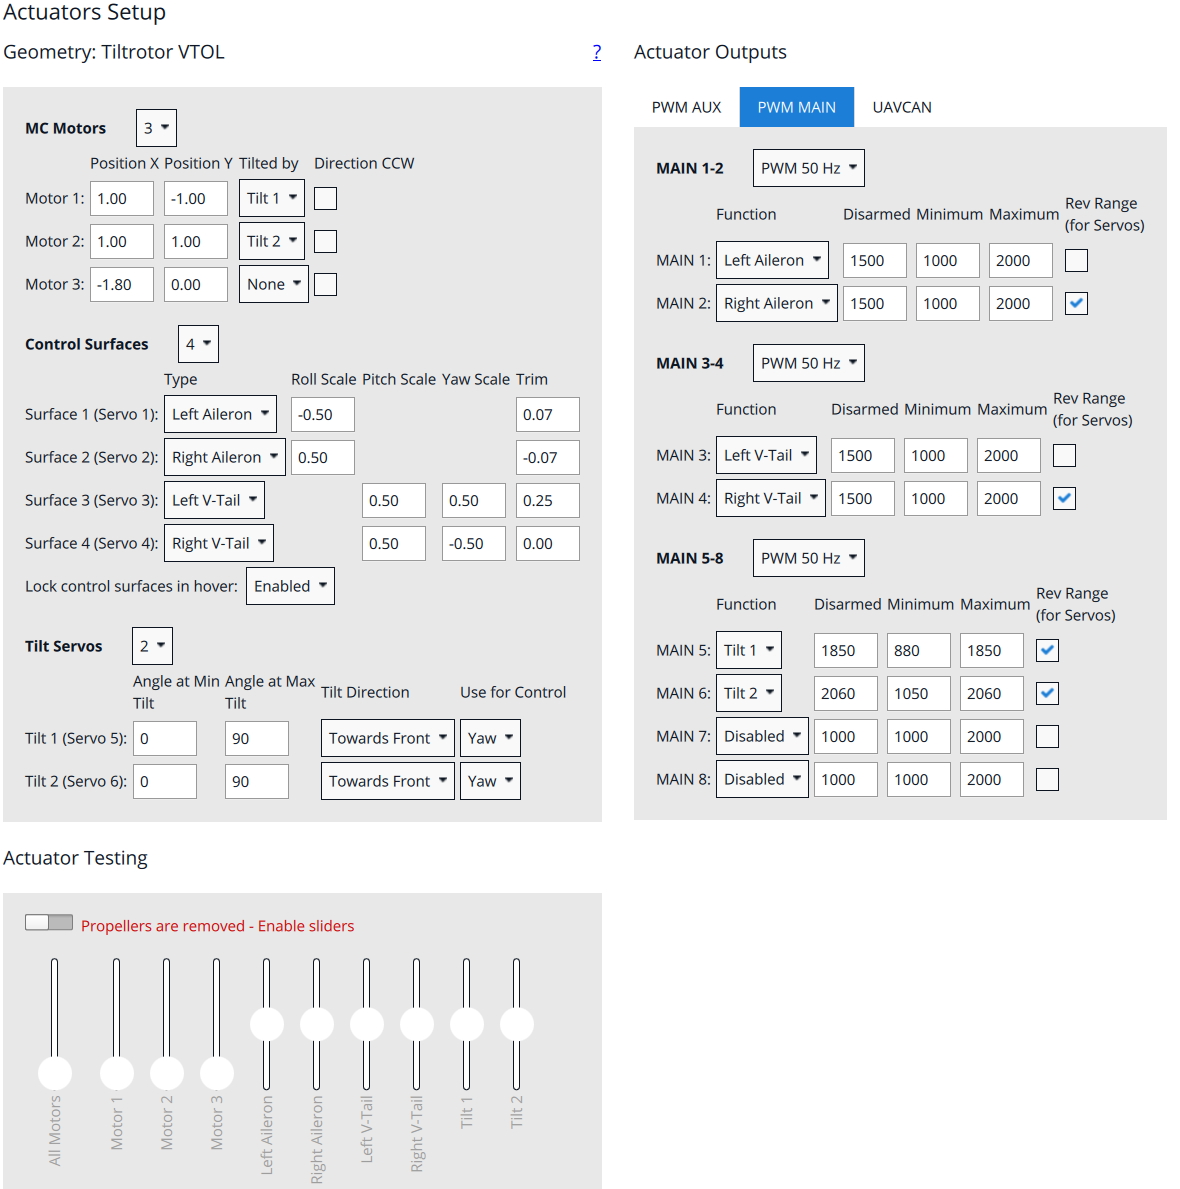 Actuators Setup
Geometry: Tiltrotor VTOL ?
MC Motors 3
Position X Position Y Tilted by Direction CCW
Motor 1: 1.00 -1.00 Tilt 1
Motor 2: 1.00 1.00 Tilt 2
Motor 3: -1.80 0.00 None
Control Surfaces 4
Type Roll Scale Pitch Scale Yaw Scale Trim
Surface 1 (Servo 1): Left Aileron -0.50 0.07
Surface 2 (Servo 2): Right Aileron 0.50 -0.07
Surface 3 (Servo 3): Left V-Tail 0.50 0.50 0.25
Surface 4 (Servo 4): Right V-Tail 0.50 -0.50 0.00
Lock control surfaces in hover: Enabled
Tilt Servos 2
Angle at Min Angle at Max
Tilt Tilt Tilt Direction Use for Control
Tilt 1 (Servo 5): 0 90 Towards Front Yaw
Tilt 2 (Servo 6): 0 90 Towards Front Yaw
Actuator Outputs
PWM AUX PWM MAIN UAVCAN
MAIN 1-2 PWM 50 Hz
Function Disarmed Minimum Maximum Rev Range
(for Servos)
MAIN 1: Left Aileron 1500 1000 2000
MAIN 2: Right Aileron 1500 1000 2000
MAIN 3-4 PWM 50 Hz
Function Disarmed Minimum Maximum Rev Range
(for Servos)
MAIN 3: Left V-Tail 1500 1000 2000
MAIN 4: Right V-Tail 1500 1000 2000
MAIN 5-8 PWM 50 Hz
Function Disarmed Minimum Maximum Rev Range
(for Servos)
MAIN 5: Tilt 1 1850 880 1850
MAIN 6: Tilt 2 2060 1050 2060
MAIN 7: Disabled 1000 1000 2000
MAIN 8: Disabled 1000 1000 2000
Actuator Testing
Propellers are removed - Enable sliders
All Motors
Motor 1
Motor 2
Motor 3
Left Aileron
Right Aileron
Left V-Tail
Right V-Tail
Tilt 1
Tilt 2